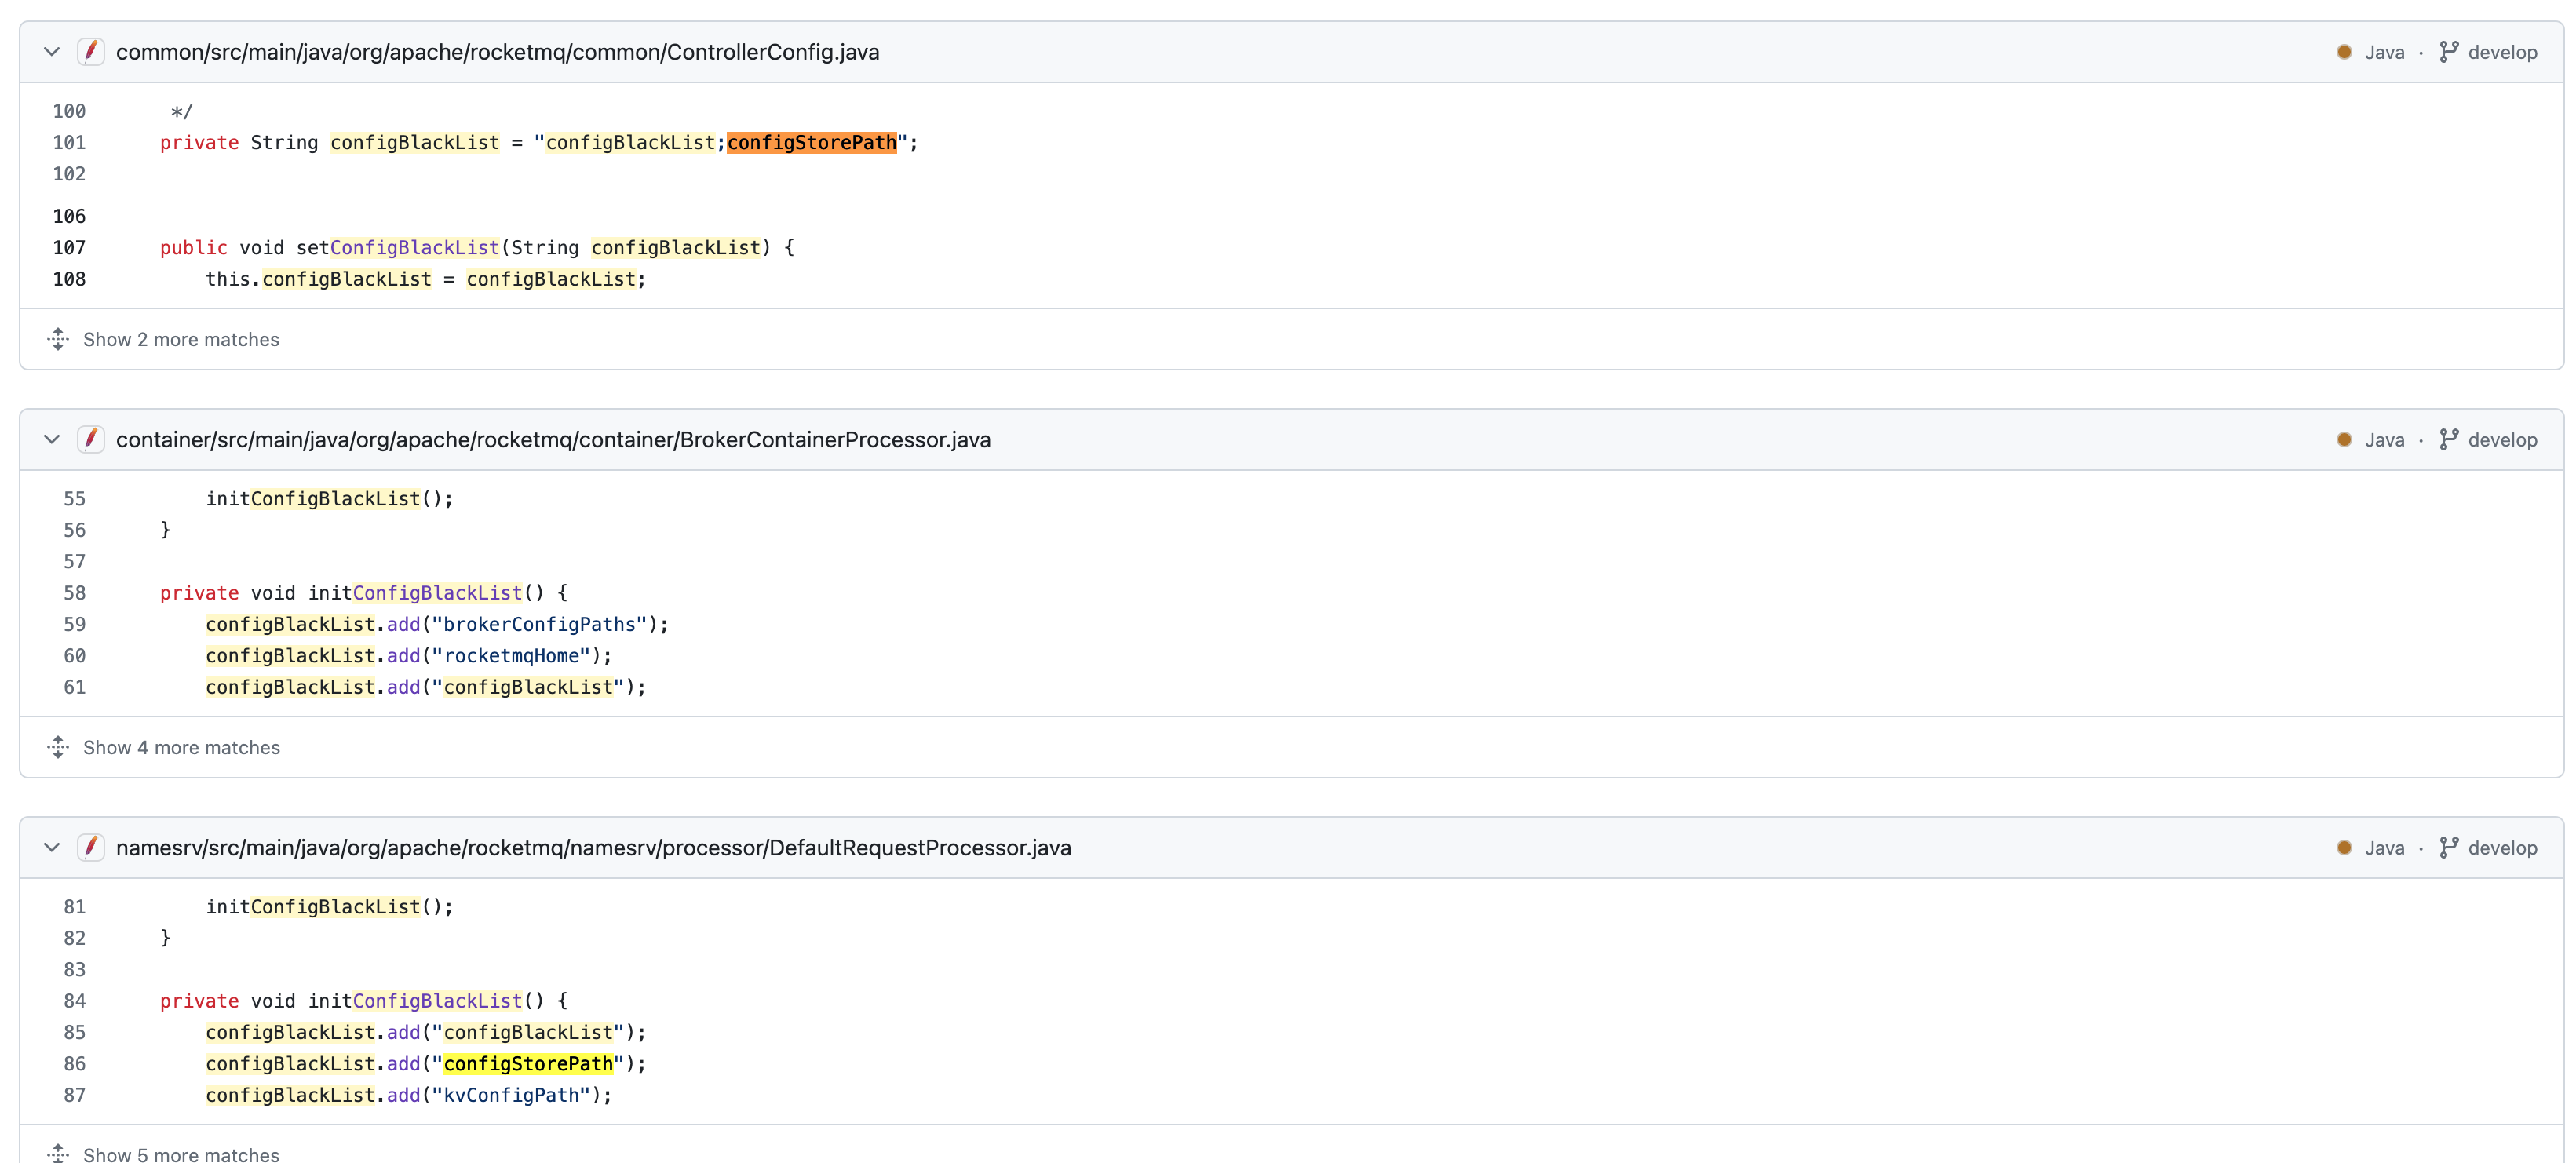 common/src/main/java/org/apache/rocketmq/common/ControllerConfig.java
Java · develop
100 */
101 private String configBlackList = "configBlackList;configStorePath";
102
106
107 public void setConfigBlackList(String configBlackList) {
108 this.configBlackList = configBlackList;
Show 2 more matches
container/src/main/java/org/apache/rocketmq/container/BrokerContainerProcessor.java
Java · develop
55 initConfigBlackList();
56 }
57
58 private void initConfigBlackList() {
59 configBlackList.add("brokerConfigPaths");
60 configBlackList.add("rocketmqHome");
61 configBlackList.add("configBlackList");
Show 4 more matches
namesrv/src/main/java/org/apache/rocketmq/namesrv/processor/DefaultRequestProcessor.java
Java · develop
81 initConfigBlackList();
82 }
83
84 private void initConfigBlackList() {
85 configBlackList.add("configBlackList");
86 configBlackList.add("configStorePath");
87 configBlackList.add("kvConfigPath");
Show 5 more matches